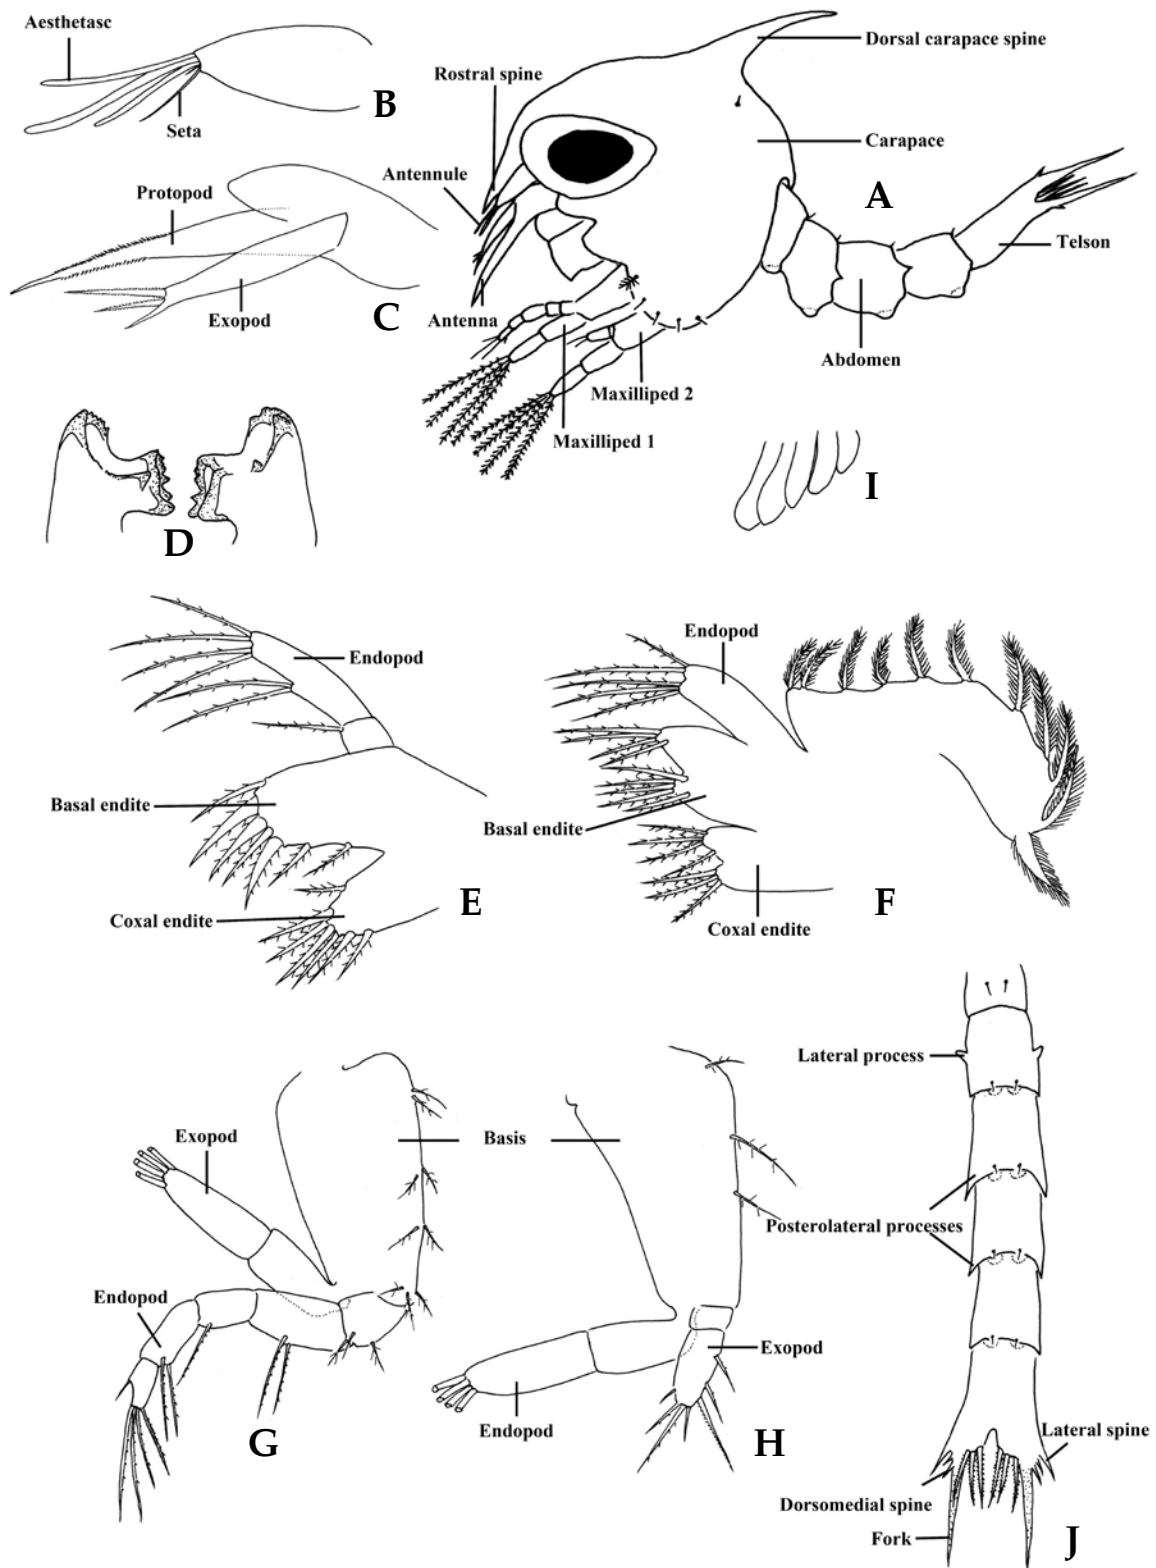 Aesthetasc
Seta
B
Dorsal carapace spine
Rostral spine
Carapace
Antennule
A
Protopod
Telson
Exopod
C
Antenna
Abdomen
Maxilliped 2
Maxilliped 1
D
I
Endopod
Basal endite
Coxal endite
E
Endopod
Basal endite
Coxal endite
F
Exopod
Basis
Endopod
G
Exopod
Endopod
H
Lateral process
Posterolateral processes
Lateral spine
Dorsomedial spine
Fork
J